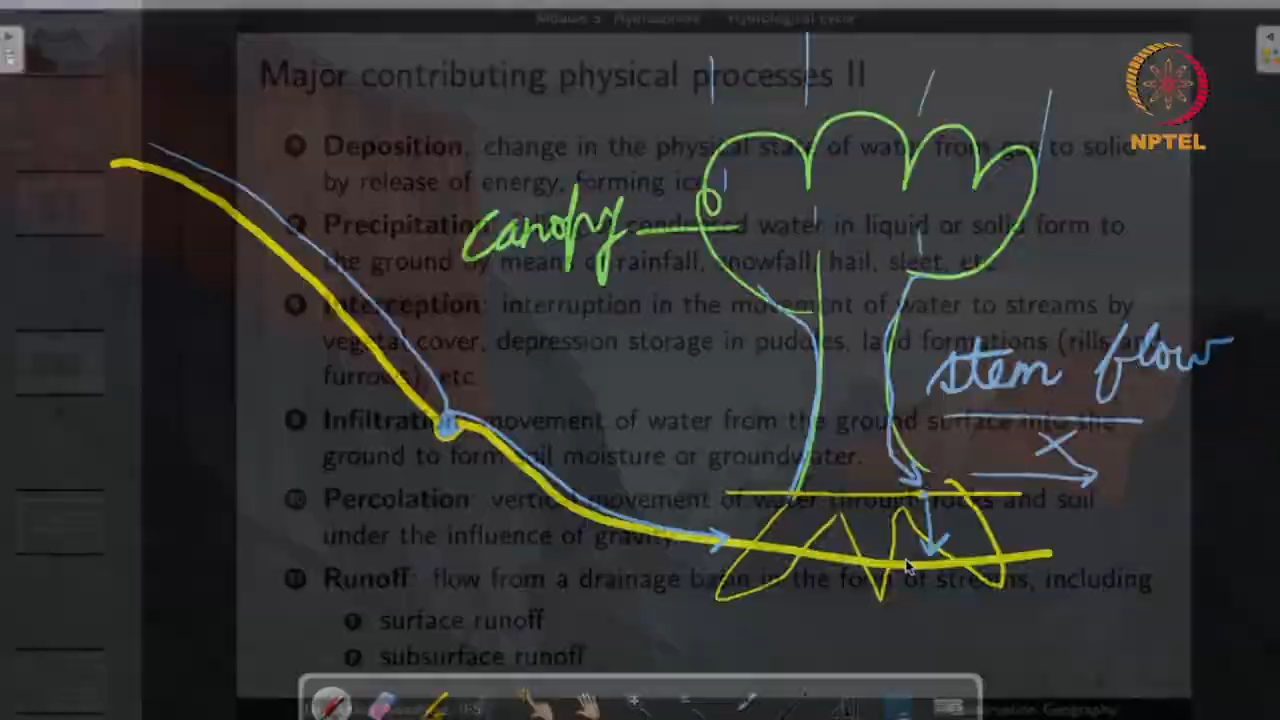 Hydrological cycle
Major contributing physical processes II
NPTEL
Deposition, change in the physical state of water from gas to solid
by release of energy, forming ice
canopy
Precipitation condensed water in liquid or solid form to
the ground by means of rainfall, snowfall, hail, sleet, etc
Interception: interruption in the movement of water to streams by
vegetal cover, depression storage in puddles, land formations (rills and
furrows), etc
stem flow
Infiltration movement of water from the ground surface into the
ground to form soil moisture or groundwater.
X
Percolation: vertical movement of water through rocks and soil
under the influence of gravity
Runoff: flow from a drainage basin in the form of streams, including
surface runoff
subsurface runoff